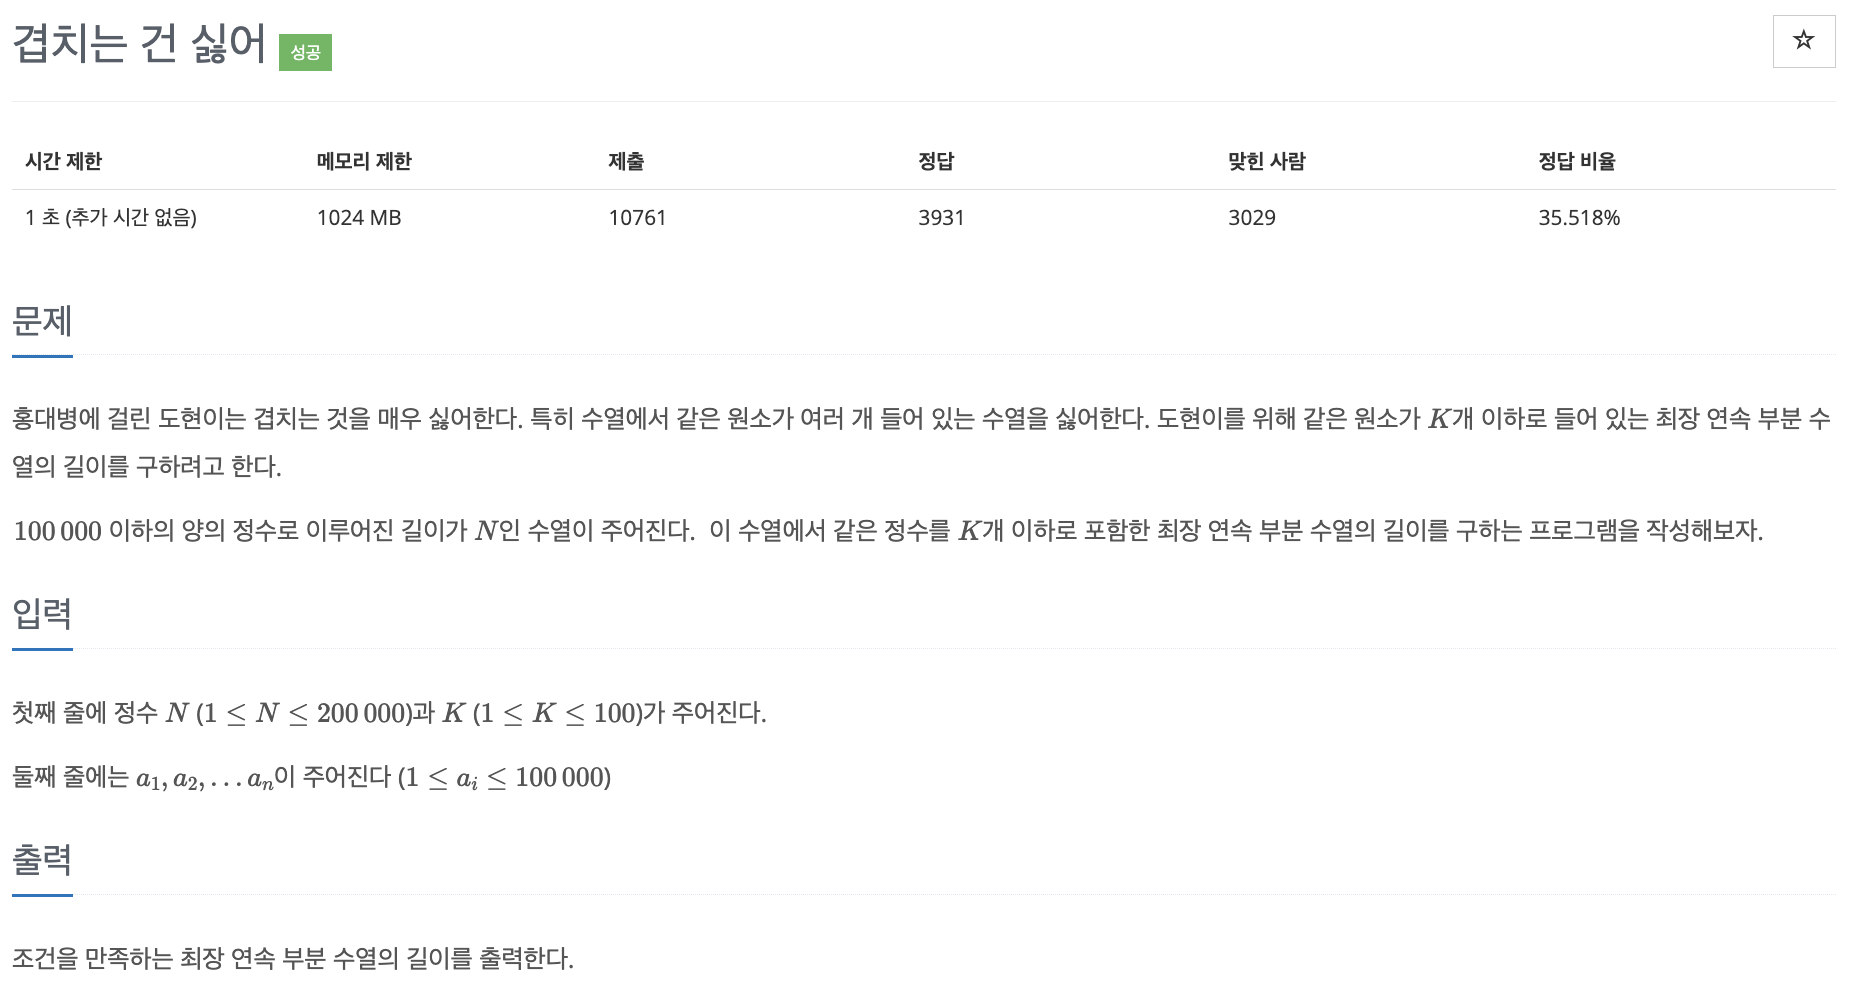 겹치는 건 싫어 성공
시간 제한 메모리 제한 제출 정답 맞힌 사람 정답 비율
1 초 (추가 시간 없음) 1024 MB 10761 3931 3029 35.518%
문제
홍대병에 걸린 도현이는 겹치는 것을 매우 싫어한다. 특히 수열에서 같은 원소가 여러 개 들어 있는 수열을 싫어한다. 도현이를 위해 같은 원소가 K개 이하로 들어 있는 최장 연속 부분 수
열의 길이를 구하려고 한다.
100 000 이하의 양의 정수로 이루어진 길이가 N인 수열이 주어진다. 이 수열에서 같은 정수를 K개 이하로 포함한 최장 연속 부분 수열의 길이를 구하는 프로그램을 작성해보자.
입력
첫째 줄에 정수 N (1 ≤ N ≤ 200 000)과 K (1 ≤ K ≤ 100)가 주어진다.
둘째 줄에는 a₁, a₂, . . . aₙ이 주어진다 (1 ≤ aᵢ ≤ 100 000)
출력
조건을 만족하는 최장 연속 부분 수열의 길이를 출력한다.